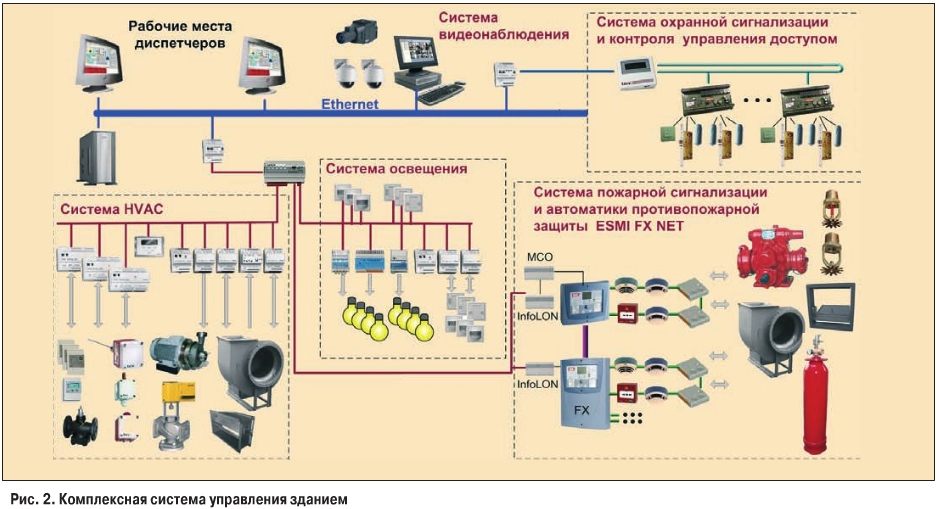 Рабочие места
диспетчеров
Система
видеонаблюдения
Система охранной сигнализации
и контроля управления доступом
Ethernet
Система освещения
Система HVAC
Система пожарной сигнализации
и автоматики противопожарной
защиты ESMI FX NET
MCO
InfoLON
InfoLON
FX
Рис. 2. Комплексная система управления зданием